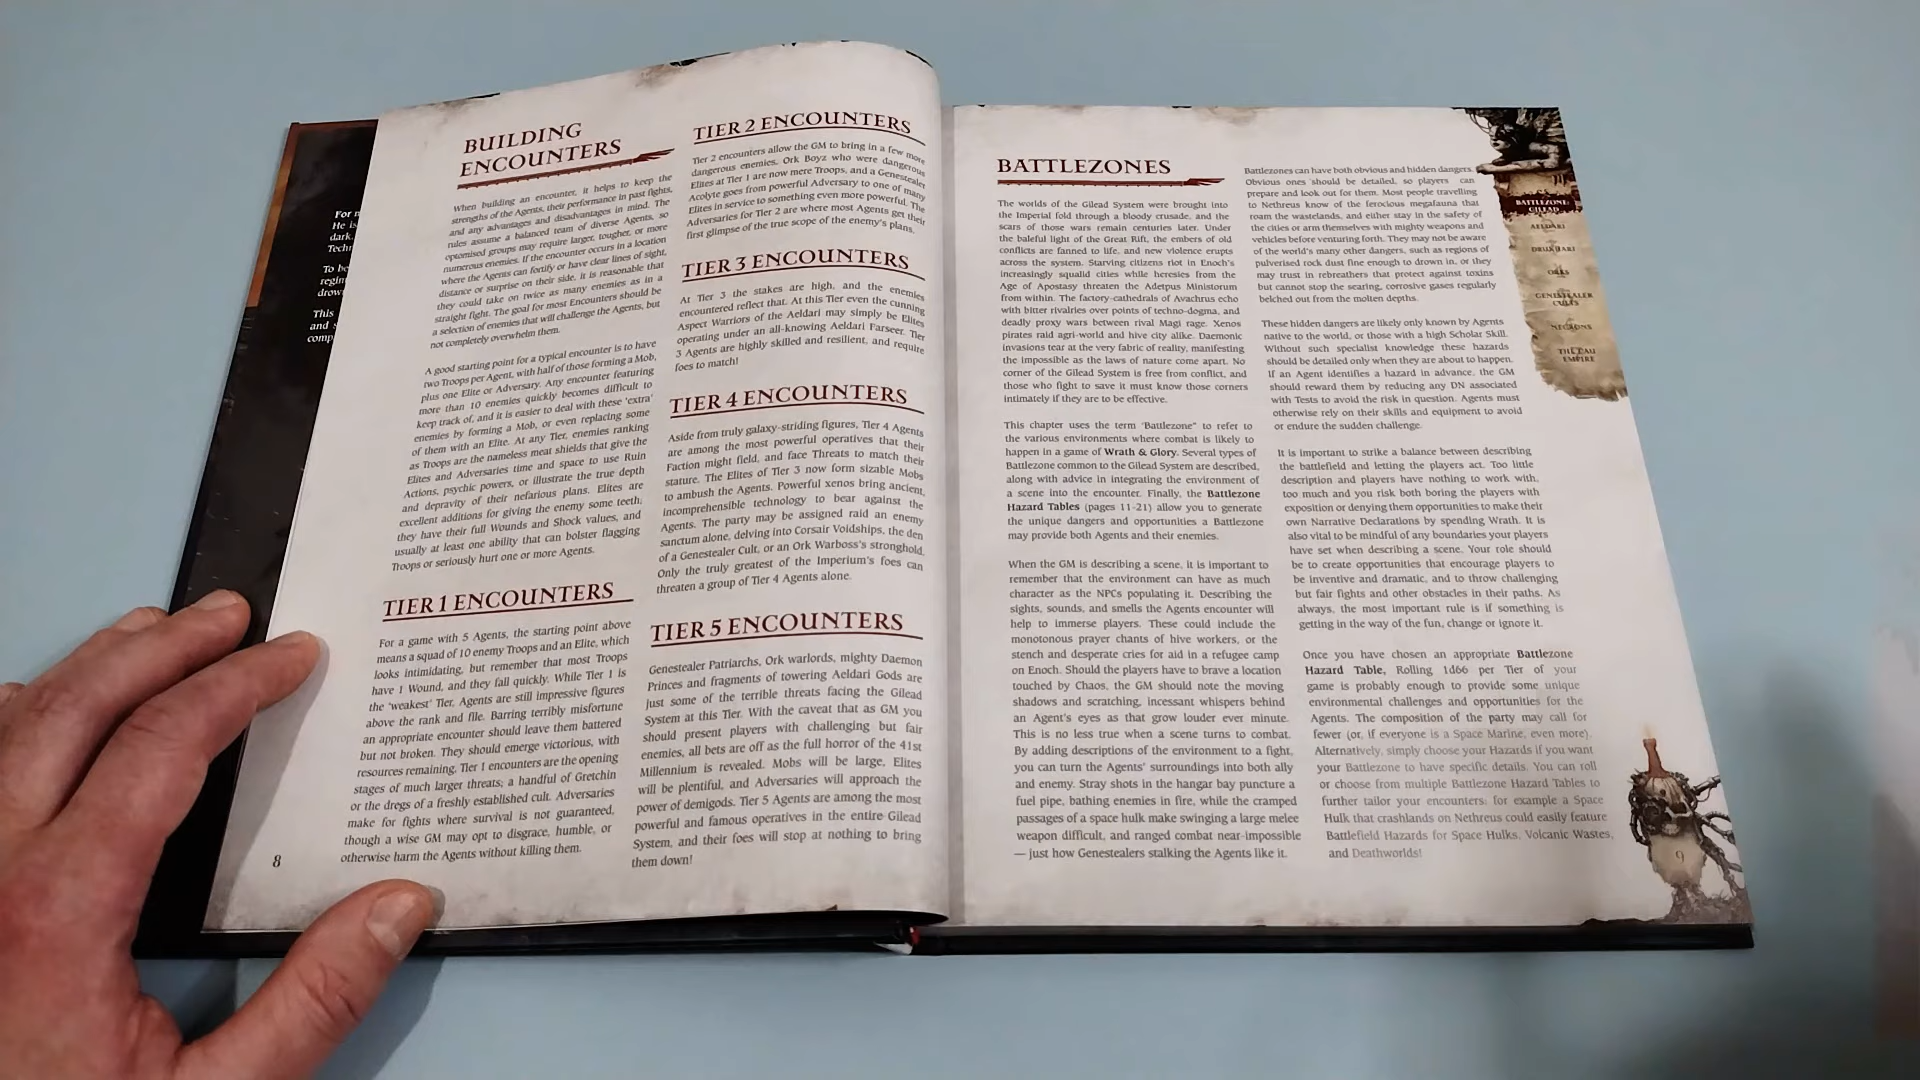 For
He is
dark.
Techn
To be
regin
drow
This
and s
comp
BUILDING
ENCOUNTERS
When building an encounter, it helps to keep the
strengths of the Agents, their performance in past fights,
and any advantages and disadvantages in mind. The
rules assume a balanced team of diverse Agents, so
optomised groups may require larger, tougher, or more
numerous enemies. If the encounter occurs in a location
where the Agents can fortify or have clear lines of sight,
distance or surprise on their side, it is reasonable that
they could take on twice as many enemies as in a
straight fight. The goal for most Encounters should be
a selection of enemies that will challenge the Agents, but
not completely overwhelm them.
A good starting point for a typical encounter is to have
two Troops per Agent, with half of those forming a Mob,
plus one Elite or Adversary. Any encounter featuring
more than 10 enemies quickly becomes difficult to
keep track of, and it is easier to deal with these 'extra'
enemies by forming a Mob, or even replacing some
of them with an Elite. At any Tier, enemies ranking
as Troops are the nameless meat shields that give the
Elites and Adversaries time and space to use Ruin
Actions, psychic powers, or illustrate the true depth
and depravity of their nefarious plans. Elites are
excellent additions for giving the enemy some teeth;
they have their full Wounds and Shock values, and
usually at least one ability that can bolster flagging
Troops or seriously hurt one or more Agents.
TIER 1 ENCOUNTERS
For a game with 5 Agents, the starting point above
means a squad of 10 enemy Troops and an Elite, which
looks intimidating, but remember that most Troops
have 1 Wound, and they fall quickly. While Tier 1 is
the 'weakest' Tier, Agents are still impressive figures
above the rank and file. Barring terribly misfortune
an appropriate encounter should leave them battered
but not broken. They should emerge victorious, with
resources remaining. Tier 1 encounters are the opening
stages of much larger threats; a handful of Gretchin
or the dregs of a freshly established cult. Adversaries
make for fights where survival is not guaranteed,
though a wise GM may opt to disgrace, humble, or
otherwise harm the Agents without killing them.
8
TIER 2 ENCOUNTERS
Tier 2 encounters allow the GM to bring in a few more
dangerous enemies. Ork Boyz who were dangerous
Elites at Tier 1 are now mere Troops, and a Genestealer
Acolyte goes from powerful Adversary to one of many
Elites in service to something even more powerful. The
Adversaries for Tier 2 are where most Agents get their
first glimpse of the true scope of the enemy's plans.
TIER 3 ENCOUNTERS
At Tier 3 the stakes are high, and the enemies
encountered reflect that. At this Tier even the cunning
Aspect Warriors of the Aeldari may simply be Elites
operating under an all-knowing Aeldari Farseer. Tier
3 Agents are highly skilled and resilient, and require
foes to match!
TIER 4 ENCOUNTERS
Aside from truly galaxy-striding figures, Tier 4 Agents
are among the most powerful operatives that their
Faction might field, and face Threats to match their
stature. The Elites of Tier 3 now form sizable Mobs
to ambush the Agents. Powerful xenos bring ancient,
incomprehensible technology to bear against the
Agents. The party may be assigned raid an enemy
sanctum alone, delving into Corsair Voidships, the den
of a Genestealer Cult, or an Ork Warboss's stronghold.
Only the truly greatest of the Imperium's foes can
threaten a group of Tier 4 Agents alone.
TIER 5 ENCOUNTERS
Genestealer Patriarchs, Ork warlords, mighty Daemon
Princes and fragments of towering Aeldari Gods are
just some of the terrible threats facing the Gilead
System at this Tier. With the caveat that as GM you
should present players with challenging but fair
enemies, all bets are off as the full horror of the 41st
Millennium is revealed. Mobs will be large, Elites
will be plentiful, and Adversaries will approach the
power of demigods. Tier 5 Agents are among the most
powerful and famous operatives in the entire Gilead
System, and their foes will stop at nothing to bring
them down!
BATTLEZONES
The worlds of the Gilead System were brought into
the Imperial fold through a bloody crusade, and the
scars of those wars remain centuries later. Under
the baleful light of the Great Rift, the embers of old
conflicts are fanned to life, and new violence erupts
across the system. Starving citizens riot in Enoch's
increasingly squalid cities while heresies from the
Age of Apostasy threaten the Adeptus Ministorum
from within. The factory-cathedrals of Avachrus echo
with bitter rivalries over points of techno-dogma, and
deadly proxy wars between rival Magi rage. Xenos
pirates raid agri-world and hive city alike. Daemonic
invasions tear at the very fabric of reality, manifesting
the impossible as the laws of nature come apart. No
corner of the Gilead System is free from conflict, and
those who fight to save it must know those corners
intimately if they are to be effective.
This chapter uses the term 'Battlezone" to refer to
the various environments where combat is likely to
happen in a game of Wrath & Glory. Several types of
Battlezone common to the Gilead System are described,
along with advice in integrating the environment of
a scene into the encounter. Finally, the Battlezone
Hazard Tables (pages 11-21) allow you to generate
the unique dangers and opportunities a Battlezone
may provide both Agents and their enemies.
When the GM is describing a scene, it is important to
remember that the environment can have as much
character as the NPCs populating it. Describing the
sights, sounds, and smells the Agents encounter will
help to immerse players. These could include the
monotonous prayer chants of hive workers, or the
stench and desperate cries for aid in a refugee camp
on Enoch. Should the players have to brave a location
touched by Chaos, the GM should note the moving
shadows and scratching, incessant whispers behind
an Agent's eyes as that grow louder ever minute.
This is no less true when a scene turns to combat.
By adding descriptions of the environment to a fight,
you can turn the Agents' surroundings into both ally
and enemy. Stray shots in the hangar bay puncture a
fuel pipe, bathing enemies in fire, while the cramped
passages of a space hulk make swinging a large melee
weapon difficult, and ranged combat near-impossible
— just how Genestealers stalking the Agents like it.
Battlezones can have both obvious and hidden dangers.
Obvious ones should be detailed, so players can
prepare and look out for them. Most people travelling
to Nethreus know of the ferocious megafauna that
roam the wastelands, and either stay in the safety of
the cities or arm themselves with mighty weapons and
vehicles before venturing forth. They may not be aware
of the world's many other dangers, such as regions of
pulverised rock dust fine enough to drown in, or they
may trust in rebreathers that protect against toxins
but cannot stop the searing, corrosive gases regularly
belched out from the molten depths.
These hidden dangers are likely only known by Agents
native to the world, or those with a high Scholar Skill.
Without such specialist knowledge these hazards
should be detailed only when they are about to happen.
If an Agent identifies a hazard in advance, the GM
should reward them by reducing any DN associated
with Tests to avoid the risk in question. Agents must
otherwise rely on their skills and equipment to avoid
or endure the sudden challenge.
It is important to strike a balance between describing
the battlefield and letting the players act. Too little
description and players have nothing to work with,
too much and you risk both boring the players with
exposition or denying them opportunities to make their
own Narrative Declarations by spending Wrath. It is
also vital to be mindful of any boundaries your players
have set when describing a scene. Your role should
be to create opportunities that encourage players to
be inventive and dramatic, and to throw challenging
but fair fights and other obstacles in their paths. As
always, the most important rule is if something is
getting in the way of the fun, change or ignore it.
Once you have chosen an appropriate Battlezone
Hazard Table, Rolling 1d66 per Tier of your
game is probably enough to provide some unique
environmental challenges and opportunities for the
Agents. The composition of the party may call for
fewer (or, if everyone is a Space Marine, even more).
Alternatively, simply choose your Hazards if you want
your Battlezone to have specific details. You can roll
or choose from multiple Battlezone Hazard Tables to
further tailor your encounters: for example a Space
Hulk that crashlands on Nethreus could easily feature
Battlefield Hazards for Space Hulks, Volcanic Wastes,
and Deathworlds!
BATTLEZONE:
GILEAD
AELDARI
DRUKHARI
ORKS
GENESTEALER
CULTS
NECRONS
THE T'AU
EMPIRE
9